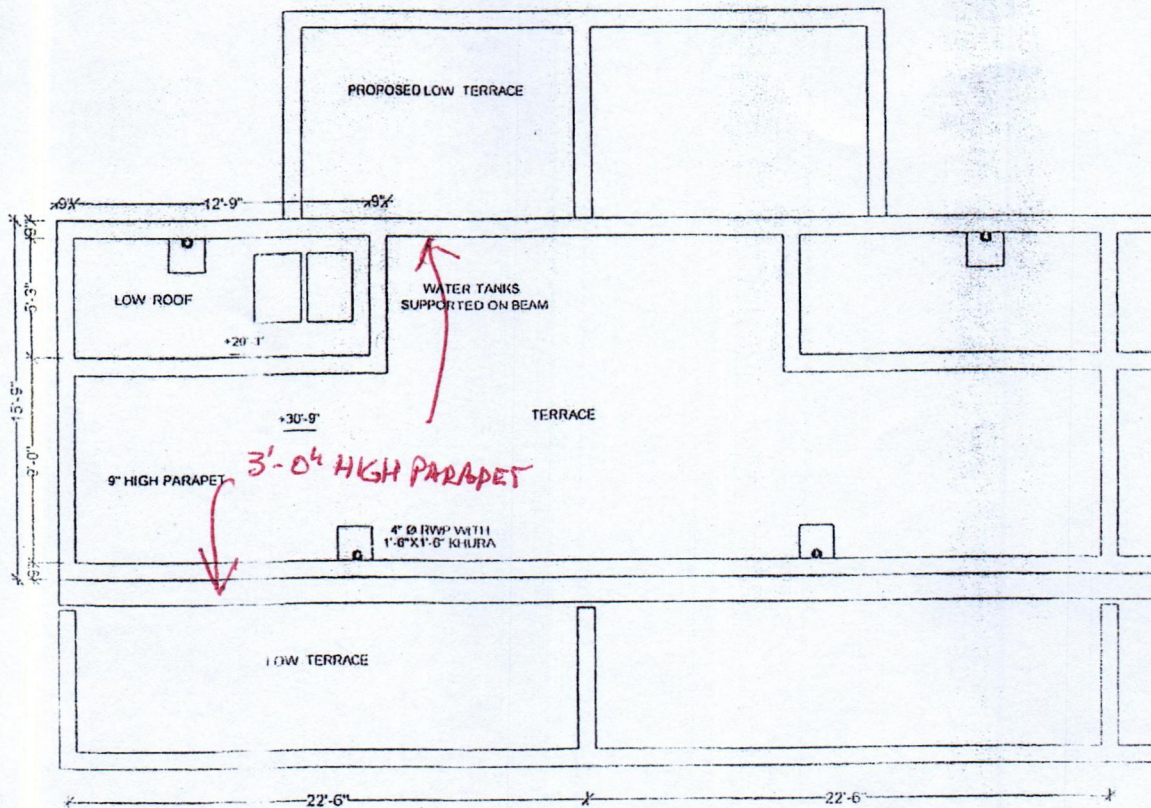 PROPOSED LOW TERRACE
9"
12'-9"
9"
9"
WATER TANKS
SUPPORTED ON BEAM
LOW ROOF
5'-3"
15'-9"
+30'-9"
TERRACE
9'-0"
3'-0" HIGH PARAPET
9" HIGH PARAPET
4" Ø RWP WITH
1'-6"X1'-6" KHURA
9"
LOW TERRACE
22'-6"
22'-6